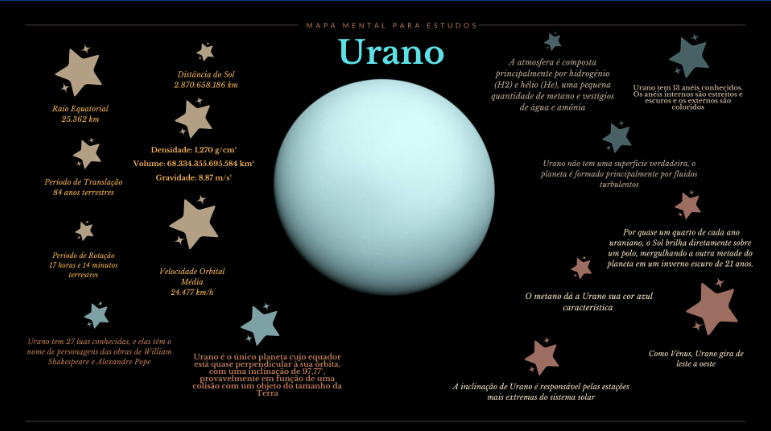 MAPA MENTAL PARA ESTUDOS
Urano
Raio Equatorial
25.362 km
Distância do Sol
2.870.658.186 km
Densidade: 1,270 g/cm³
Volume: 68.334.355.695.584 km³
Gravidade: 8,87 m/s²
Período de Translação
84 anos terrestres
Período de Rotação
17 horas e 14 minutos
terrestres
Velocidade Orbital
Média
24.477 km/h
Urano tem 27 luas conhecidas, e elas têm o
nome de personagens das obras de William
Shakespeare e Alexandre Pope
Urano é o único planeta cujo equador
está quase perpendicular à sua órbita,
com uma inclinação de 97,77°,
provavelmente em função de uma
colisão com um objeto do tamanho da
Terra
A atmosfera é composta
principalmente por hidrogênio
(H2) e hélio (He), uma pequena
quantidade de metano e vestígios
de água e amônia
Urano tem 13 anéis conhecidos.
Os anéis internos são estreitos e
escuros e os externos são
coloridos
Urano não tem uma superfície verdadeira, o
planeta é formado principalmente por fluidos
turbulentos
Por quase um quarto de cada ano
uraniano, o Sol brilha diretamente sobre
um polo, mergulhando a outra metade do
planeta em um inverno escuro de 21 anos.
O metano dá a Urano sua cor azul
característica
Como Vênus, Urano gira de
leste a oeste
A inclinação de Urano é responsável pelas estações
mais extremas do sistema solar